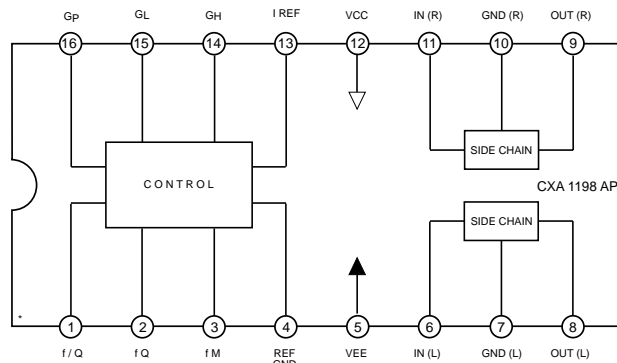 GP GL GH I REF VCC IN (R) GND (R) OUT (R)
16 15 14 13 12 11 10 9
SIDE CHAIN
CONTROL
CXA 1198 AP
SIDE CHAIN
*
1 2 3 4 5 6 7 8
f / Q f Q f M REF GND VEE IN (L) GND (L) OUT (L)